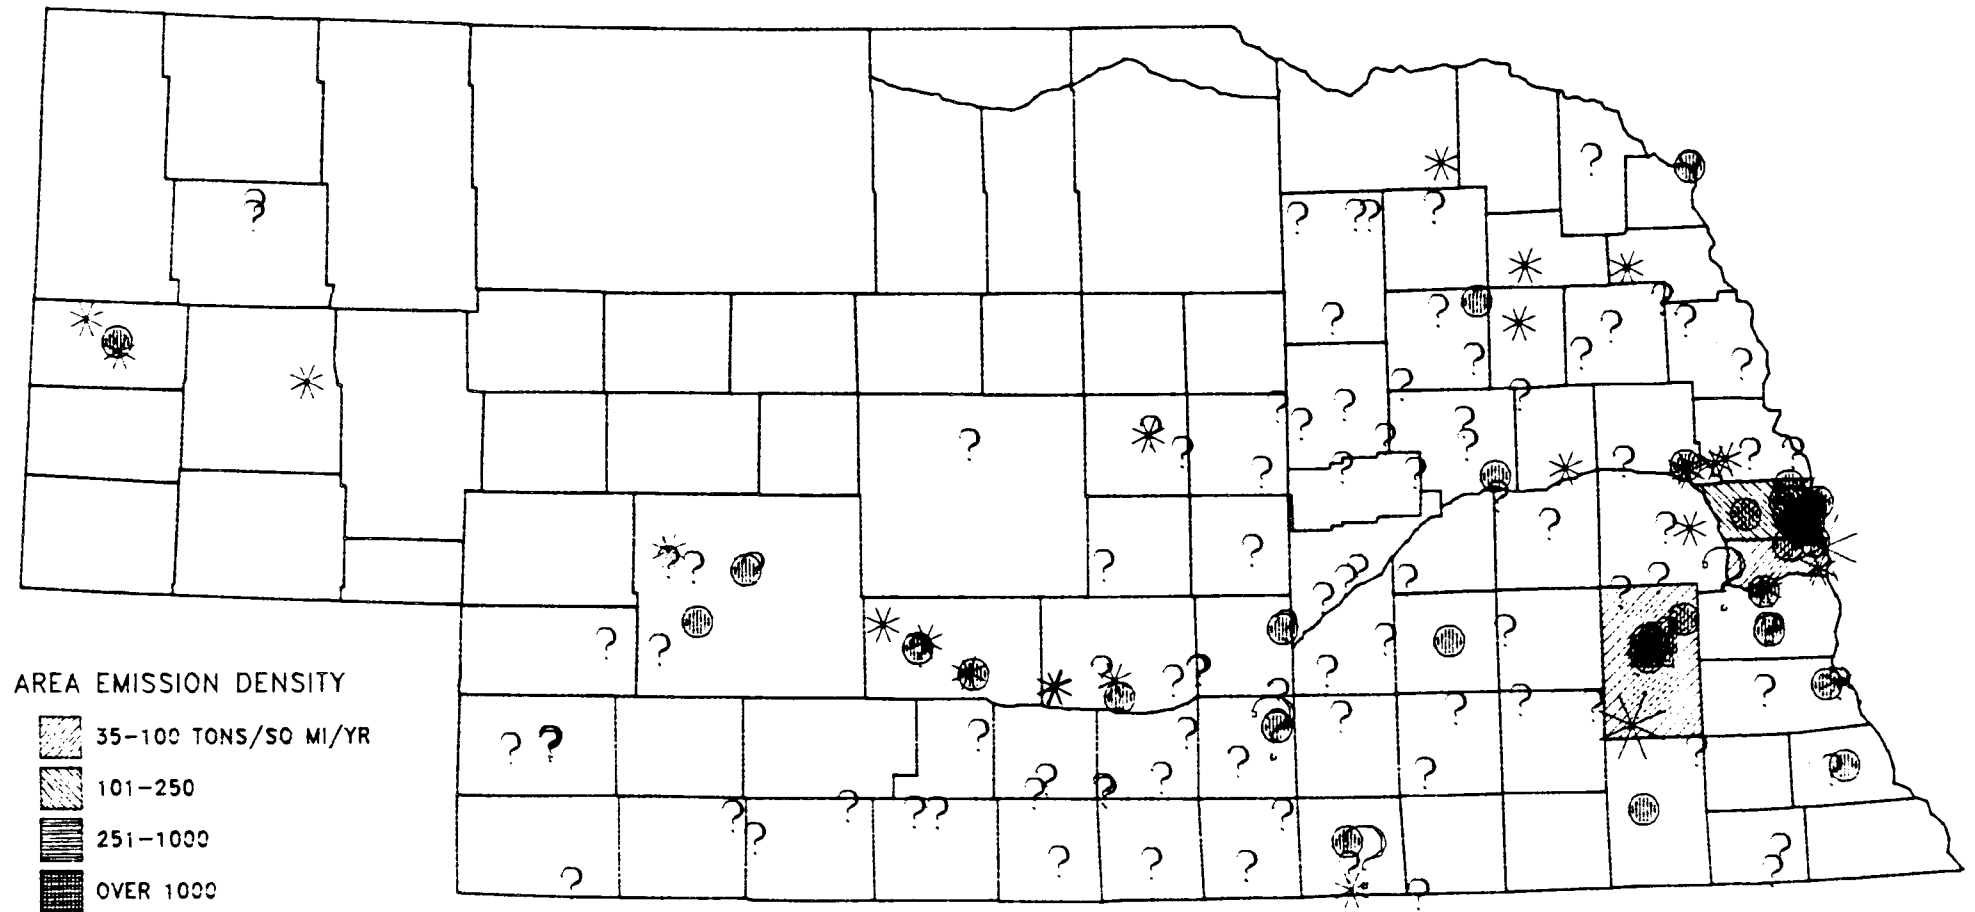 AREA EMISSION DENSITY
35-100 TONS/SQ MI/YR
101-250
251-1000
OVER 1000